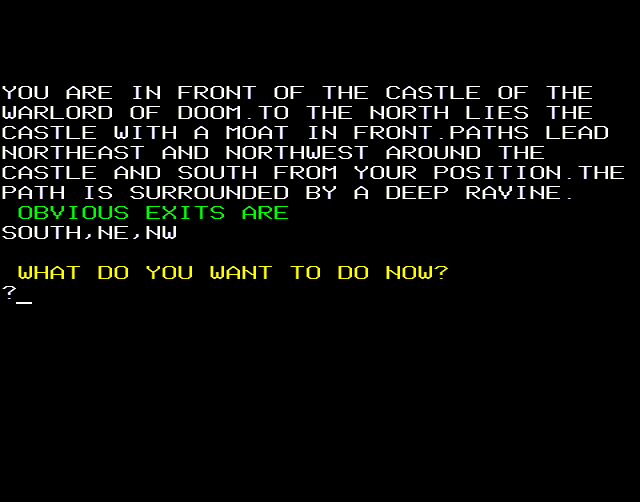 YOU ARE IN FRONT OF THE CASTLE OF THE
WARLORD OF DOOM.TO THE NORTH LIES THE
CASTLE WITH A MOAT IN FRONT.PATHS LEAD
NORTHEAST AND NORTHWEST AROUND THE
CASTLE AND SOUTH FROM YOUR POSITION.THE
PATH IS SURROUNDED BY A DEEP RAVINE.
OBVIOUS EXITS ARE
SOUTH,NE,NW
WHAT DO YOU WANT TO DO NOW?
?_